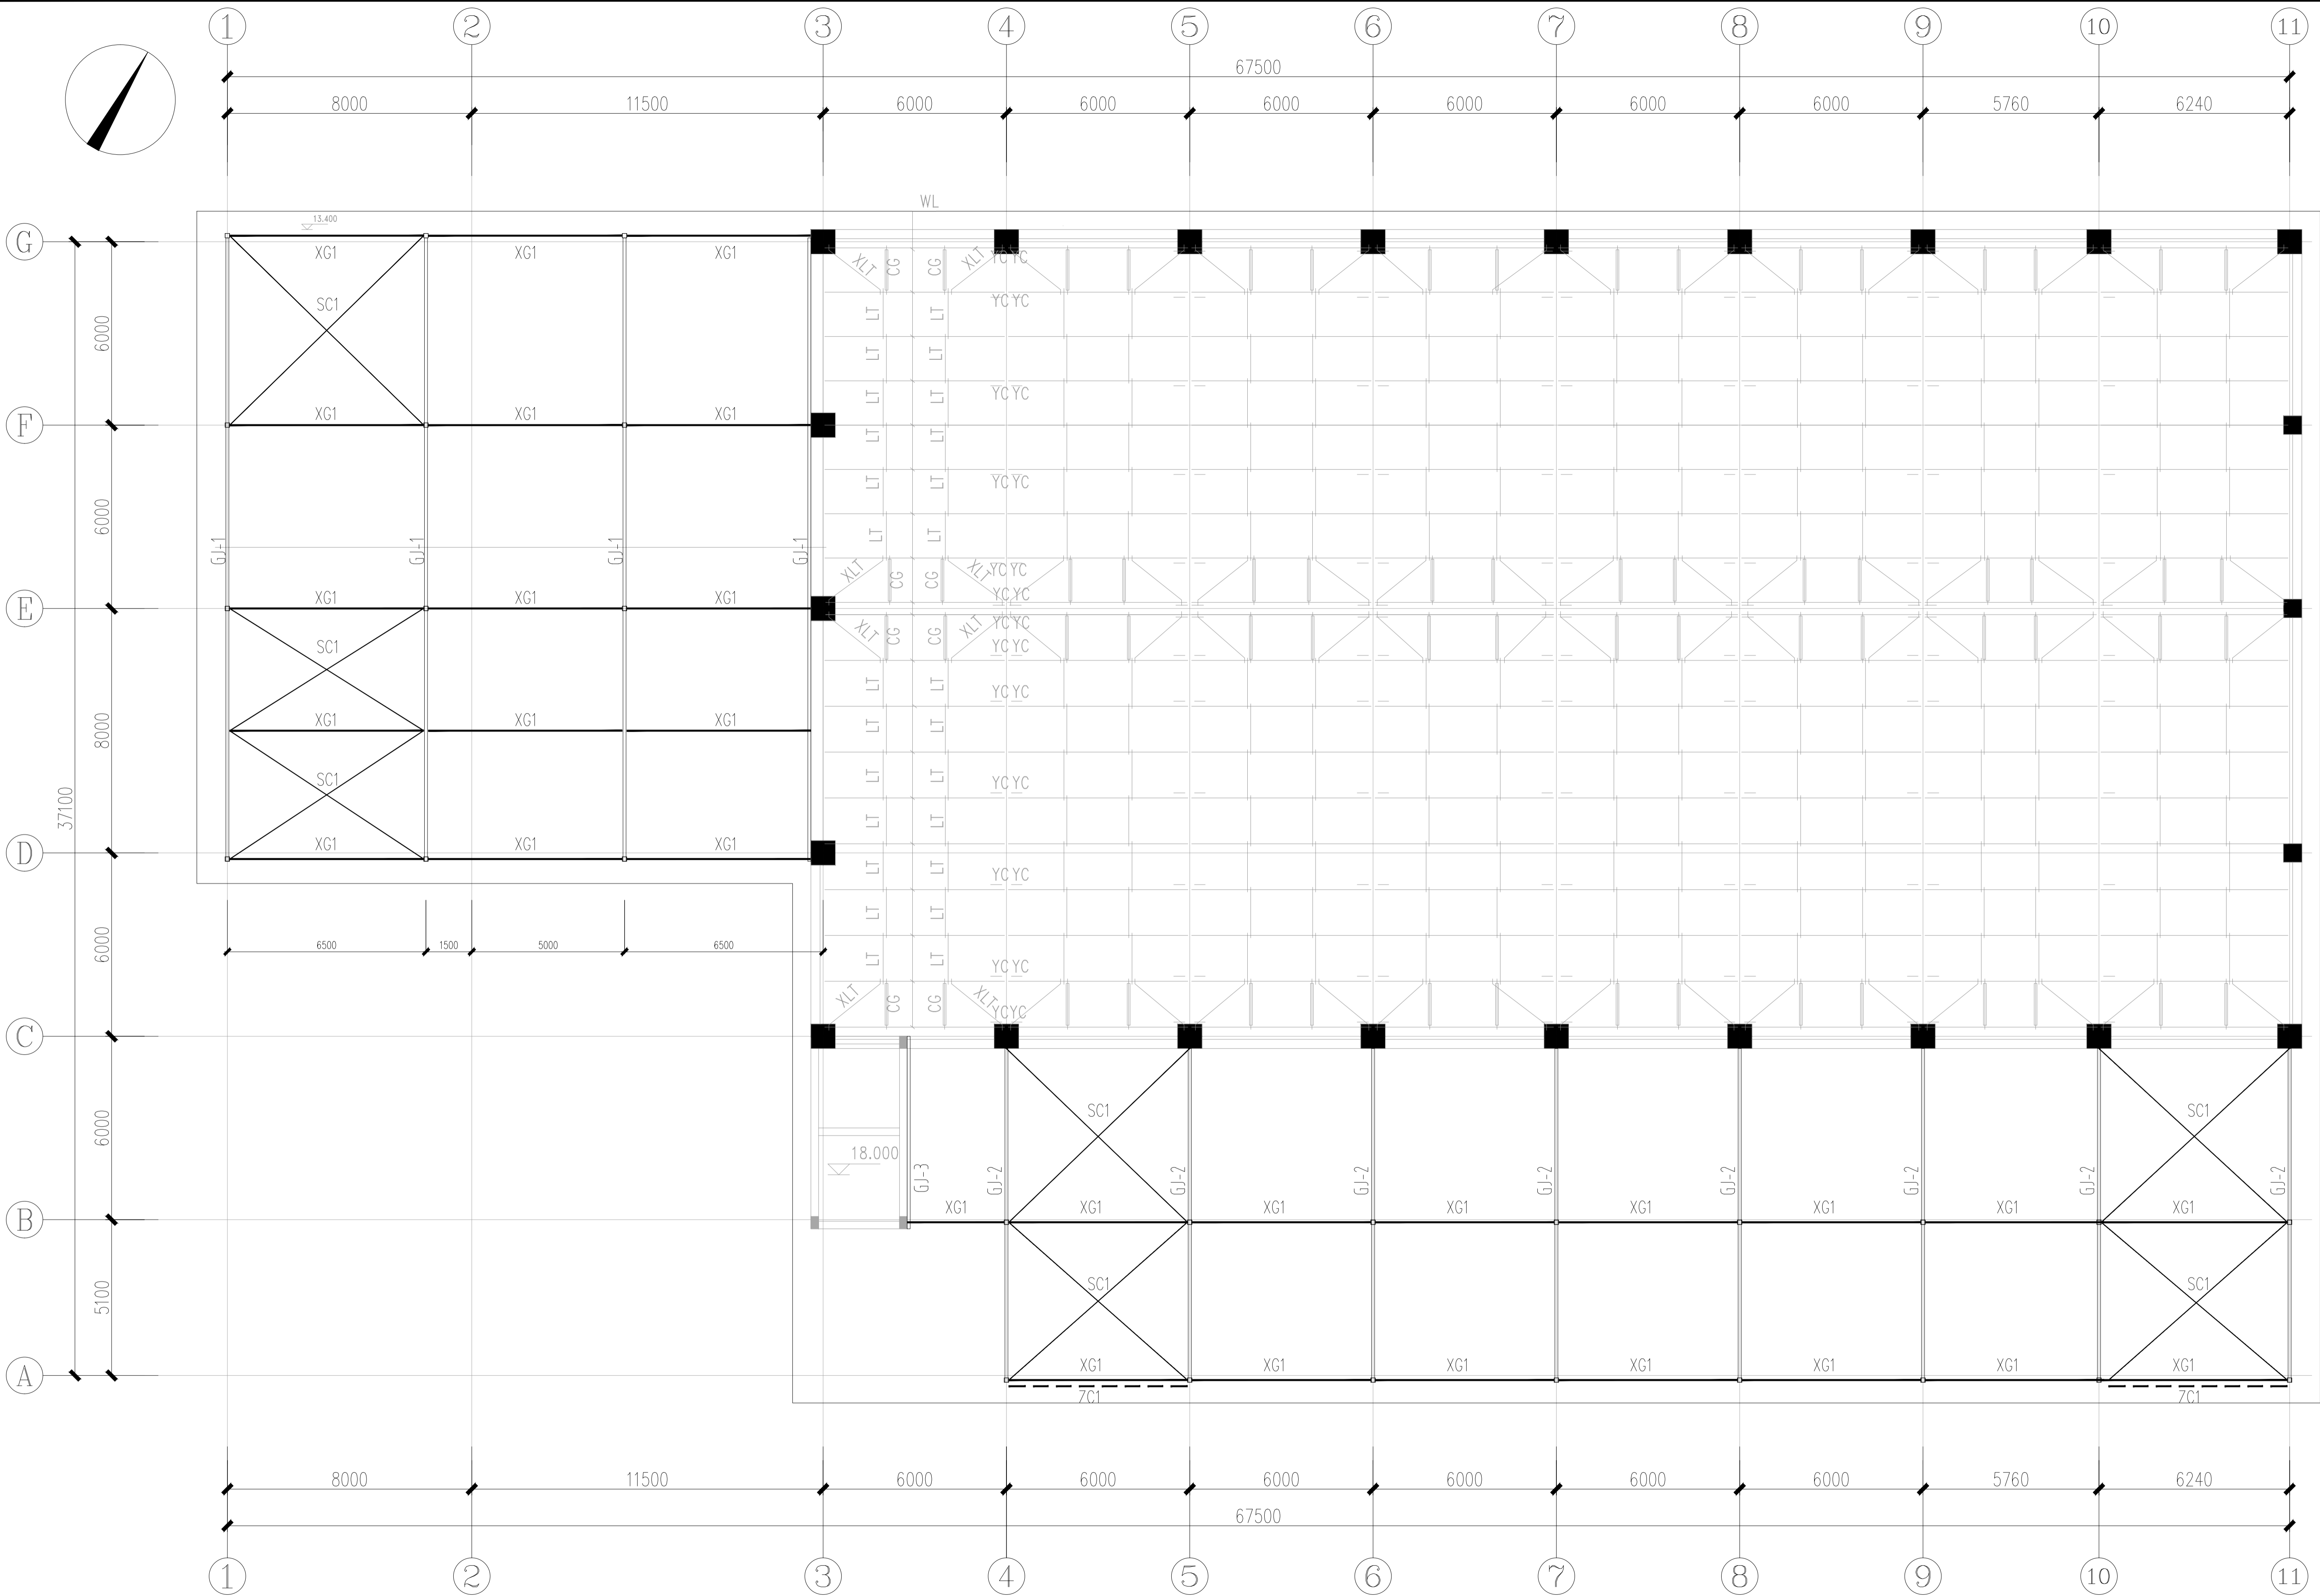 1 2 3 4 5 6 7 8 9 10 11
67500
8000 11500 6000 6000 6000 6000 6000 6000 5760 6240
WL
13.400
G
XG1 XG1 XG1
XLT CG CG XLT YC YC
SC1
YC YC
LT LT
6000
LT LT
YC YC
LT LT
F
XG1 XG1 XG1
LT LT
YC YC
LT LT
6000
GJ-1 GJ-1 GJ-1 GJ-1
LT LT
XLT CG CG XLT YC YC
YC YC
E
XG1 XG1 XG1
XLT CG CG XLT YC YC
SC1
YC YC
LT LT
YC YC
XG1 XG1 XG1
LT LT
8000
SC1
LT LT
YC YC
37100
LT LT
XG1 XG1 XG1
D
LT LT
YC YC
LT LT
6000
6500 1500 5000 6500
LT LT
YC YC
XLT CG CG XLT
YC YC
C
SC1 SC1
6000
18.000
GJ-3 GJ-2 GJ-2 GJ-2 GJ-2 GJ-2 GJ-2 GJ-2 GJ-2
XG1 XG1 XG1 XG1 XG1 XG1 XG1 XG1
B
SC1 SC1
5100
XG1 XG1 XG1 XG1 XG1 XG1 XG1
A
ZC1 ZC1
8000 11500 6000 6000 6000 6000 6000 6000 5760 6240
67500
1 2 3 4 5 6 7 8 9 10 11